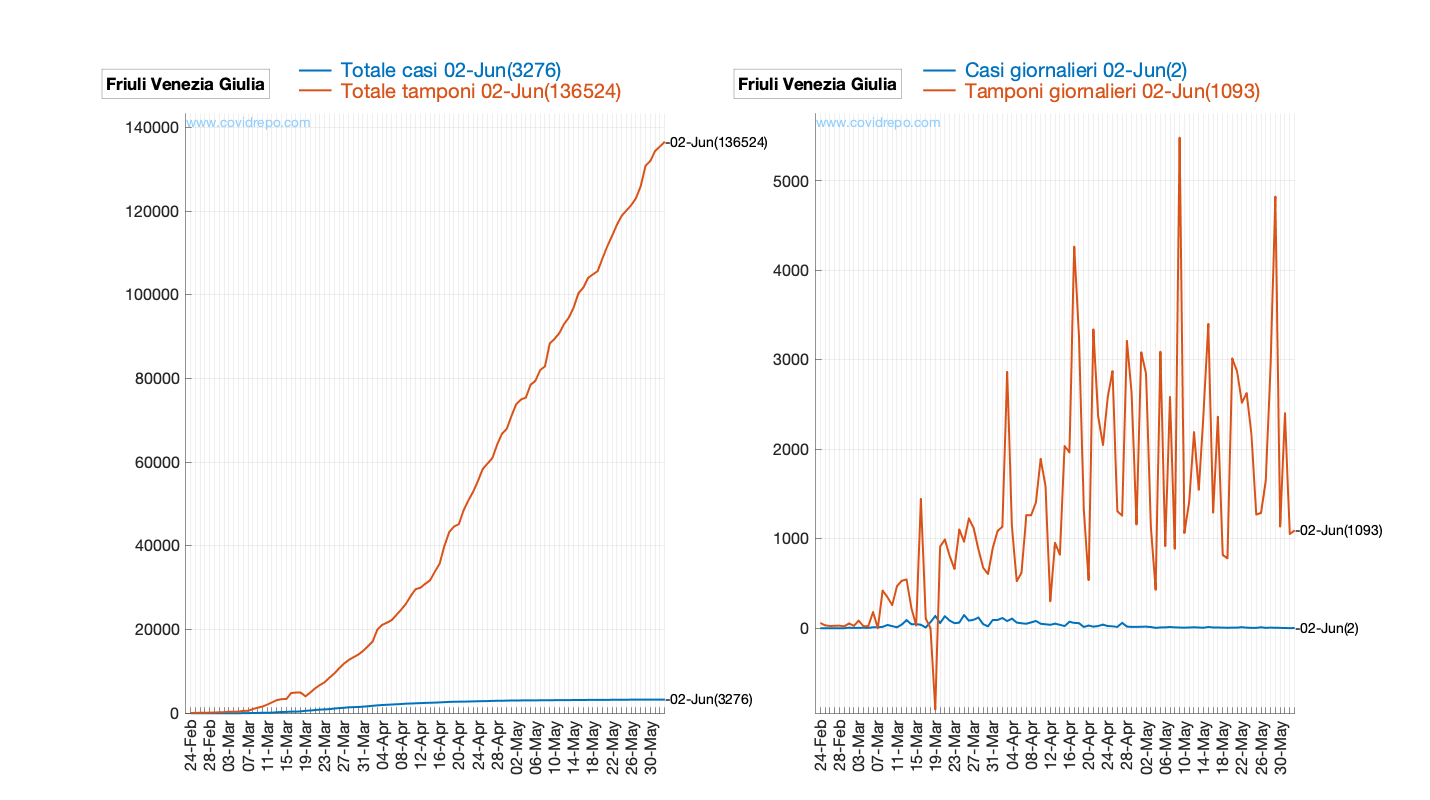 Friuli Venezia Giulia
Totale casi 02-Jun(3276)
Totale tamponi 02-Jun(136524)
www.covidrepo.com
140000
120000
100000
80000
60000
40000
20000
0
02-Jun(136524)
02-Jun(3276)
24-Feb
28-Feb
03-Mar
07-Mar
11-Mar
15-Mar
19-Mar
23-Mar
27-Mar
31-Mar
04-Apr
08-Apr
12-Apr
16-Apr
20-Apr
24-Apr
28-Apr
02-May
06-May
10-May
14-May
18-May
22-May
26-May
30-May
Friuli Venezia Giulia
Casi giornalieri 02-Jun(2)
Tamponi giornalieri 02-Jun(1093)
www.covidrepo.com
5000
4000
3000
2000
1000
0
02-Jun(1093)
02-Jun(2)
24-Feb
28-Feb
03-Mar
07-Mar
11-Mar
15-Mar
19-Mar
23-Mar
27-Mar
31-Mar
04-Apr
08-Apr
12-Apr
16-Apr
20-Apr
24-Apr
28-Apr
02-May
06-May
10-May
14-May
18-May
22-May
26-May
30-May